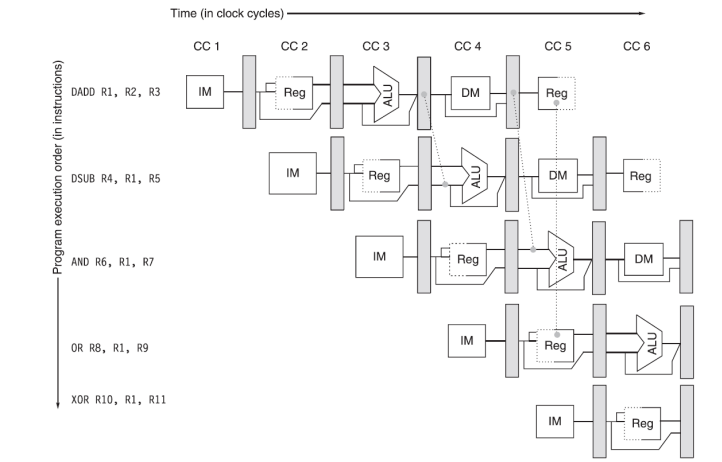 Time (in clock cycles)
CC 1 CC 2 CC 3 CC 4 CC 5 CC 6
Program execution order (in instructions)
DADD R1, R2, R3 IM Reg ALU DM Reg
DSUB R4, R1, R5 IM Reg ALU DM Reg
AND R6, R1, R7 IM Reg ALU DM
OR R8, R1, R9 IM Reg ALU
XOR R10, R1, R11 IM Reg